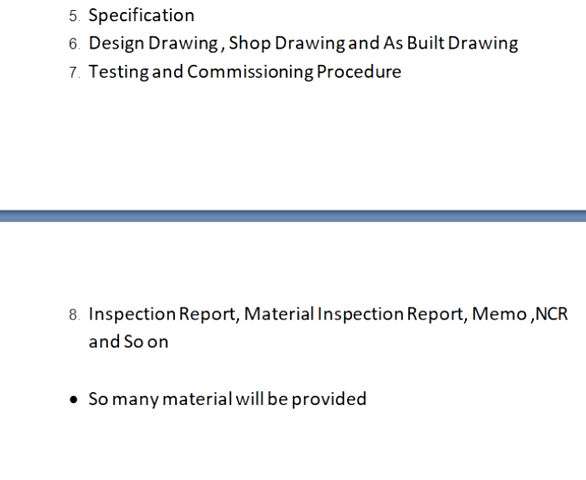 5. Specification
6. Design Drawing, Shop Drawing and As Built Drawing
7. Testing and Commissioning Procedure
8. Inspection Report, Material Inspection Report, Memo ,NCR
and So on
• So many material will be provided